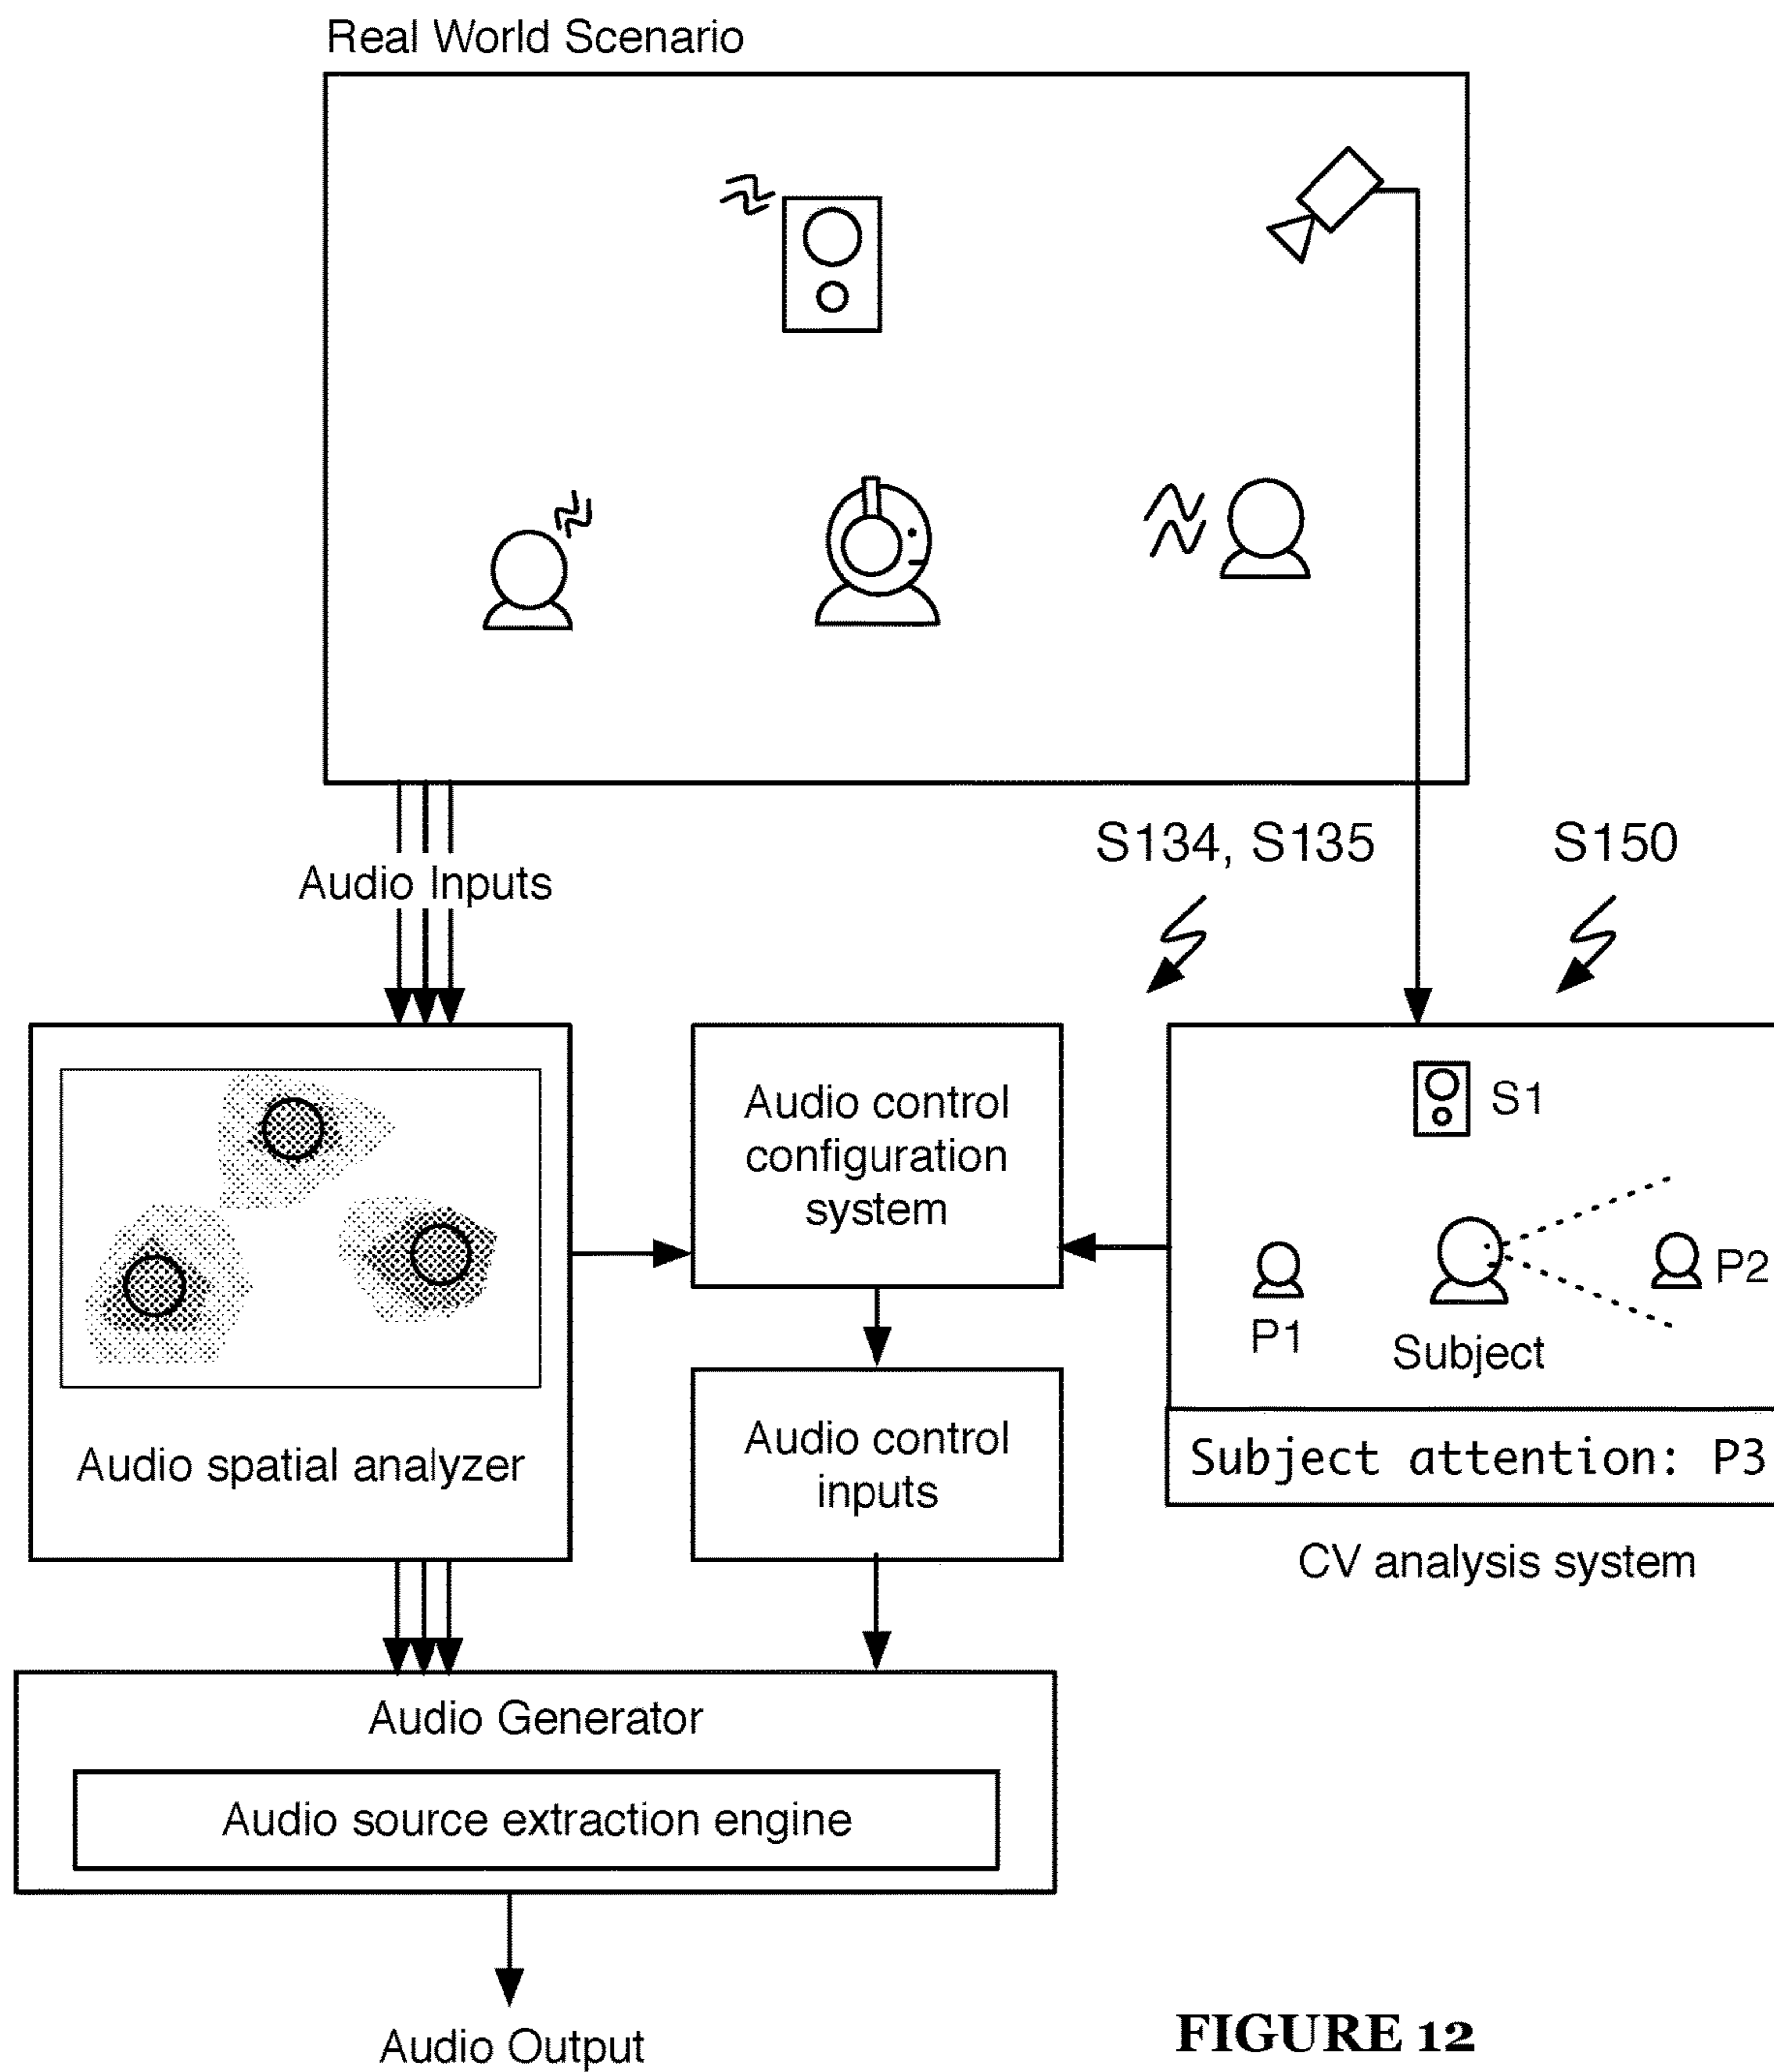 Real World Scenario
Audio Inputs
S134, S135
S150
Audio control
configuration
system
S1
P1
Subject
P2
Audio spatial analyzer
Audio control
inputs
Subject attention: P3
CV analysis system
Audio Generator
Audio source extraction engine
Audio Output
FIGURE 12